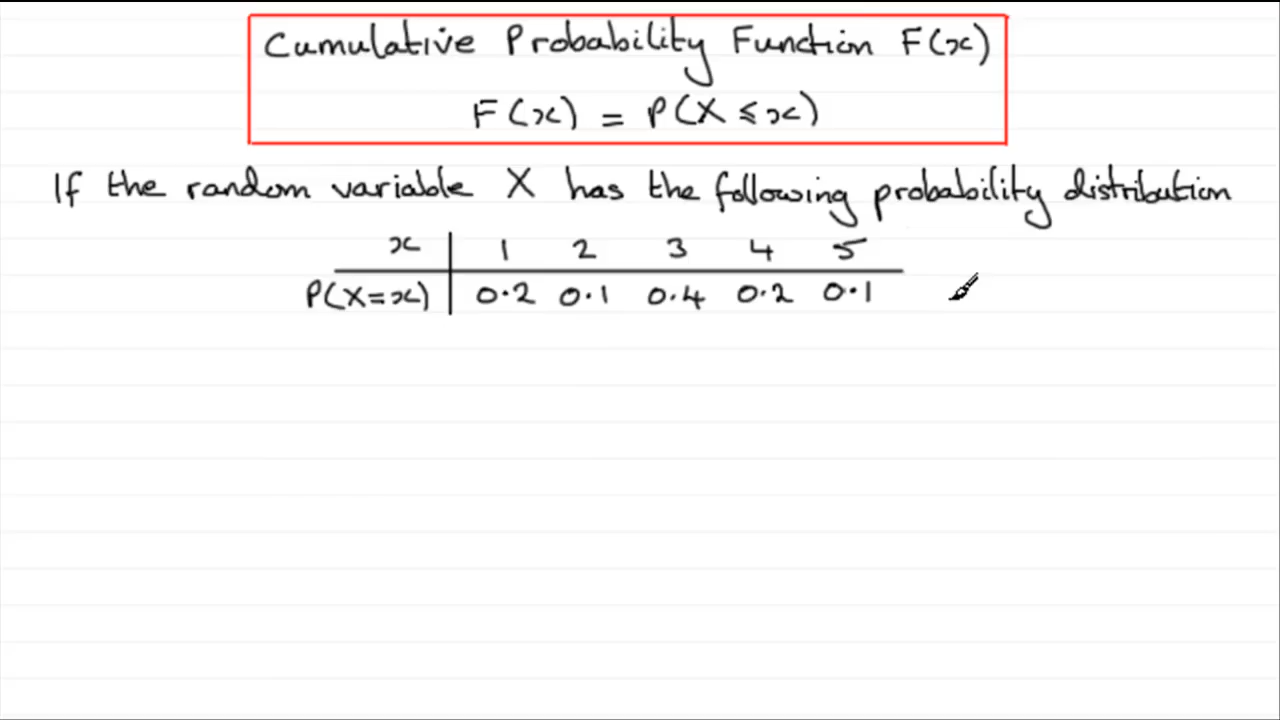 Cumulative Probability Function F(x)
F(x) = P(X ≤ x)
If the random variable X has the following probability distribution
x 1 2 3 4 5
P(X=x) 0·2 0·1 0·4 0·2 0·1